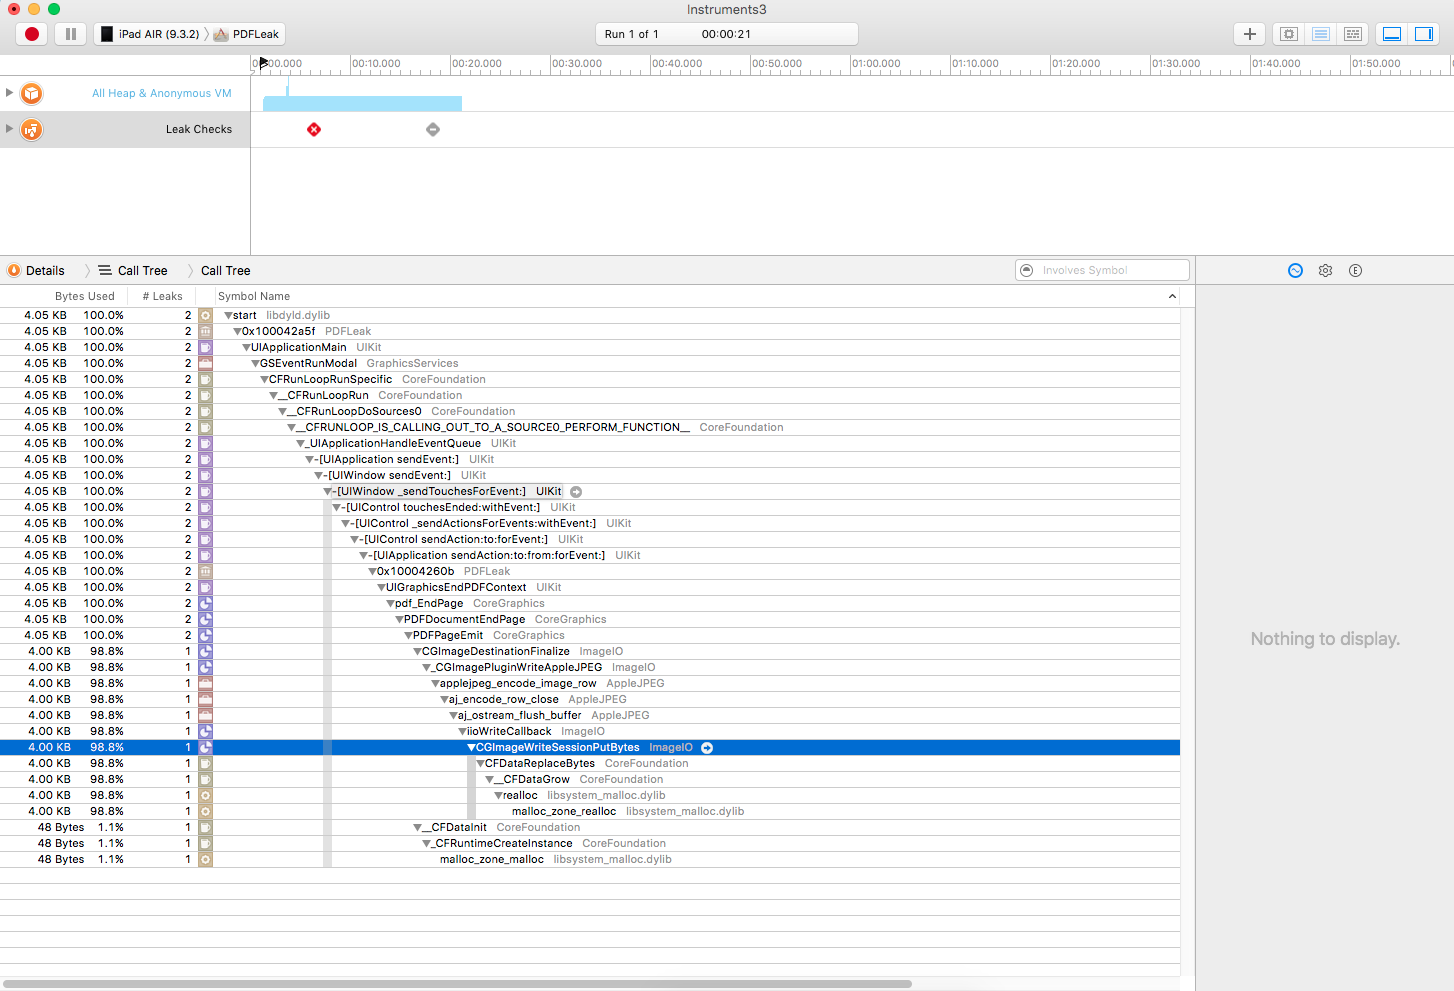 Instruments3
iPad AIR (9.3.2) PDFLeak
Run 1 of 1 00:00:21
00:10.000 00:20.000 00:30.000 00:40.000 00:50.000 01:00.000 01:10.000 01:20.000 01:30.000 01:40.000 01:50.000
All Heap & Anonymous VM
Leak Checks
Details Call Tree Call Tree Involves Symbol
Bytes Used # Leaks Symbol Name
4.05 KB 100.0% 2 start libdyld.dylib
4.05 KB 100.0% 2 0x100042a5f PDFLeak
4.05 KB 100.0% 2 UIApplicationMain UIKit
4.05 KB 100.0% 2 GSEventRunModal GraphicsServices
4.05 KB 100.0% 2 CFRunLoopRunSpecific CoreFoundation
4.05 KB 100.0% 2 __CFRunLoopRun CoreFoundation
4.05 KB 100.0% 2 __CFRunLoopDoSources0 CoreFoundation
4.05 KB 100.0% 2 __CFRUNLOOP_IS_CALLING_OUT_TO_A_SOURCE0_PERFORM_FUNCTION__ CoreFoundation
4.05 KB 100.0% 2 _UIApplicationHandleEventQueue UIKit
4.05 KB 100.0% 2 -[UIApplication sendEvent:] UIKit
4.05 KB 100.0% 2 -[UIWindow sendEvent:] UIKit
4.05 KB 100.0% 2 -[UIWindow _sendTouchesForEvent:] UIKit
4.05 KB 100.0% 2 -[UIControl touchesEnded:withEvent:] UIKit
4.05 KB 100.0% 2 -[UIControl _sendActionsForEvents:withEvent:] UIKit
4.05 KB 100.0% 2 -[UIControl sendAction:to:forEvent:] UIKit
4.05 KB 100.0% 2 -[UIApplication sendAction:to:from:forEvent:] UIKit
4.05 KB 100.0% 2 0x10004260b PDFLeak
4.05 KB 100.0% 2 UIGraphicsEndPDFContext UIKit
4.05 KB 100.0% 2 pdf_EndPage CoreGraphics
4.05 KB 100.0% 2 PDFDocumentEndPage CoreGraphics
4.05 KB 100.0% 2 PDFPageEmit CoreGraphics
4.00 KB 98.8% 1 CGImageDestinationFinalize ImageIO
4.00 KB 98.8% 1 _CGImagePluginWriteAppleJPEG ImageIO
4.00 KB 98.8% 1 applejpeg_encode_image_row AppleJPEG
4.00 KB 98.8% 1 aj_encode_row_close AppleJPEG
4.00 KB 98.8% 1 aj_ostream_flush_buffer AppleJPEG
4.00 KB 98.8% 1 iioWriteCallback ImageIO
4.00 KB 98.8% 1 CGImageWriteSessionPutBytes ImageIO
4.00 KB 98.8% 1 CFDataReplaceBytes CoreFoundation
4.00 KB 98.8% 1 __CFDataGrow CoreFoundation
4.00 KB 98.8% 1 realloc libsystem_malloc.dylib
4.00 KB 98.8% 1 malloc_zone_realloc libsystem_malloc.dylib
48 Bytes 1.1% 1 __CFDataInit CoreFoundation
48 Bytes 1.1% 1 _CFRuntimeCreateInstance CoreFoundation
48 Bytes 1.1% 1 malloc_zone_malloc libsystem_malloc.dylib
Nothing to display.